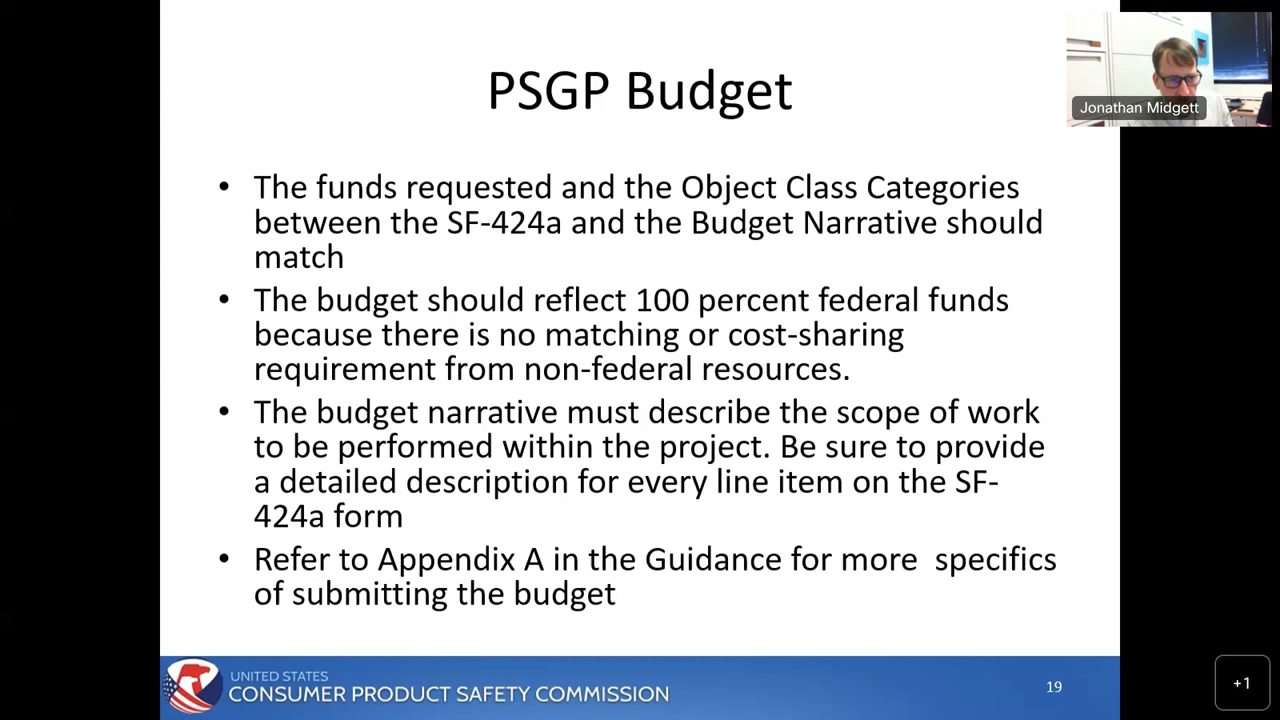 PSGP Budget
Jonathan Midgett
• The funds requested and the Object Class Categories
between the SF-424a and the Budget Narrative should
match
• The budget should reflect 100 percent federal funds
because there is no matching or cost-sharing
requirement from non-federal resources.
• The budget narrative must describe the scope of work
to be performed within the project. Be sure to provide
a detailed description for every line item on the SF-
424a form
• Refer to Appendix A in the Guidance for more  specifics
of submitting the budget
UNITED STATES
CONSUMER PRODUCT SAFETY COMMISSION
19
+1